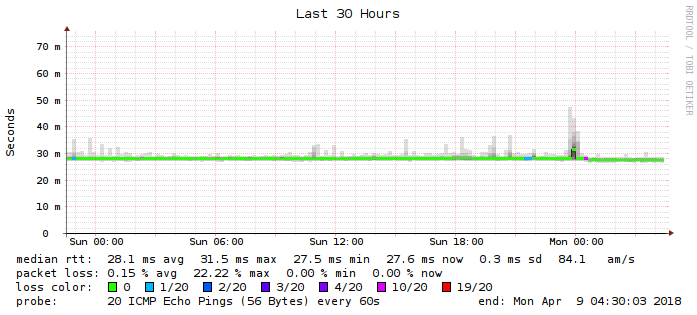 Last 30 Hours
RRDTOOL / TOBI OETIKER
Seconds
70 m
60 m
50 m
40 m
30 m
20 m
10 m
0
Sun 00:00 Sun 06:00 Sun 12:00 Sun 18:00 Mon 00:00
median rtt: 28.1 ms avg 31.5 ms max 27.5 ms min 27.6 ms now 0.3 ms sd 84.1 am/s
packet loss: 0.15 % avg 22.22 % max 0.00 % min 0.00 % now
loss color: 0 1/20 2/20 3/20 4/20 10/20 19/20
probe: 20 ICMP Echo Pings (56 Bytes) every 60s end: Mon Apr 9 04:30:03 2018